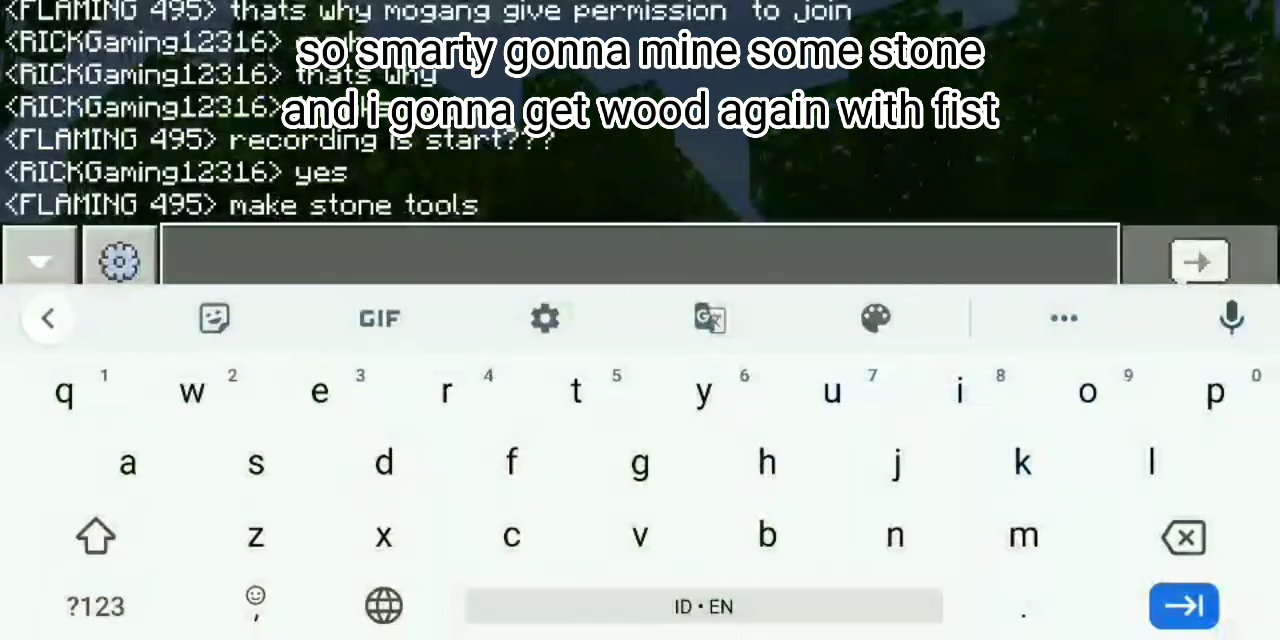 <FLAMING 495> thats why mogang give permission to join
<RICKGaming12316>
so smarty gonna mine some stone
<RICKGaming12316> thats why
<RICKGaming12316>
and i gonna get wood again with fist
<FLAMING 495> recording is start???
<RICKGaming12316> yes
<FLAMING 495> make stone tools
GIF
q 1 w 2 e 3 r 4 t 5 y 6 u 7 i 8 o 9 p 0
a s d f g h j k l
z x c v b n m
?123 , ID • EN .